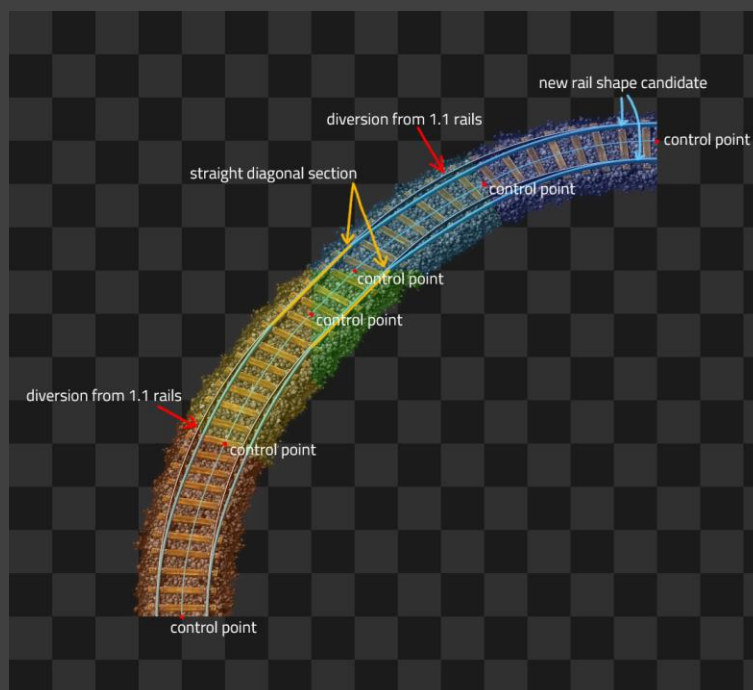 new rail shape candidate
diversion from 1.1 rails
control point
straight diagonal section
control point
control point
control point
diversion from 1.1 rails
control point
control point